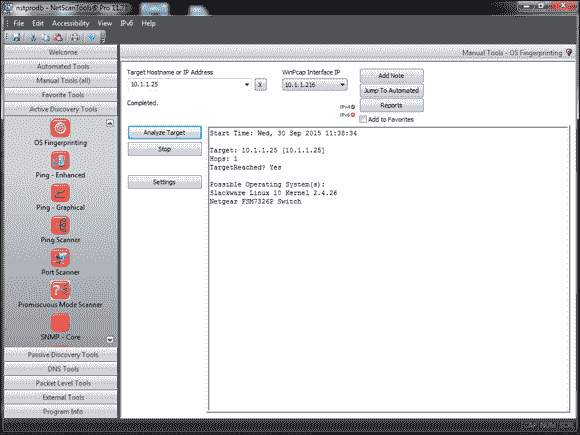 nstprodb - NetScanTools® Pro 11.71
File Edit Accessibility View IPv6 Help
Welcome
Automated Tools
Manual Tools (all)
Favorite Tools
Active Discovery Tools
OS Fingerprinting
Ping - Enhanced
Ping - Graphical
Ping Scanner
Port Scanner
Promiscuous Mode Scanner
SNMP - Core
Passive Discovery Tools
DNS Tools
Packet Level Tools
External Tools
Program Info
Manual Tools - OS Fingerprinting
Target Hostname or IP Address
10.1.1.25
X
WinPcap Interface IP
10.1.1.216
Completed.
Add Note
Jump To Automated
Reports
IPv4
IPv6
Add to Favorites
Analyze Target
Stop
Settings
Start Time: Wed, 30 Sep 2015 11:38:34
Target: 10.1.1.25 [10.1.1.25]
Hops: 1
TargetReached? Yes
Possible Operating System(s):
Slackware Linux 10 Kernel 2.4.26
Netgear FSM7326P Switch
CAP NUM SCRL